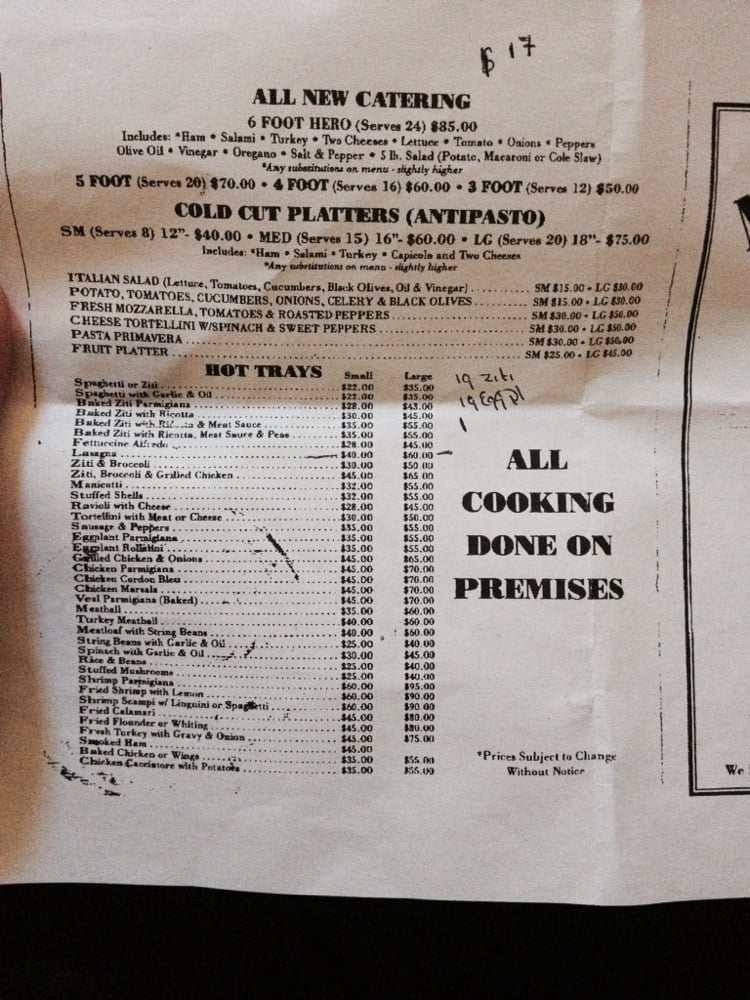 $ 17
ALL NEW CATERING
6 FOOT HERO (Serves 24) $85.00
Includes: *Ham • Salami • Turkey • Two Cheeses • Lettuce • Tomato • Onions • Peppers
Olive Oil • Vinegar • Oregano • Salt & Pepper • 5 lb. Salad (Potato, Macaroni or Cole Slaw)
*Any substitutions on menu - slightly higher
5 FOOT (Serves 20) $70.00 • 4 FOOT (Serves 16) $60.00 • 3 FOOT (Serves 12) $50.00
COLD CUT PLATTERS (ANTIPASTO)
SM (Serves 8) 12"- $40.00 • MED (Serves 15) 16"- $60.00 • LG (Serves 20) 18"- $75.00
Includes: *Ham • Salami • Turkey • Capicola and Two Cheeses
*Any substitutions on menu - slightly higher
ITALIAN SALAD (Lettuce, Tomatoes, Cucumbers, Black Olives, Oil & Vinegar) SM $15.00 • LG $30.00
POTATO, TOMATOES, CUCUMBERS, ONIONS, CELERY & BLACK OLIVES SM $15.00 • LG $30.00
FRESH MOZZARELLA, TOMATOES & ROASTED PEPPERS SM $30.00 • LG $50.00
CHEESE TORTELLINI W/SPINACH & SWEET PEPPERS SM $30.00 • LG $50.00
PASTA PRIMAVERA SM $30.00 • LG $50.00
FRUIT PLATTER SM $25.00 • LG $45.00
HOT TRAYS Small Large
Spaghetti or Ziti $22.00 $35.00
Spaghetti with Garlic & Oil $22.00 $35.00
Baked Ziti Parmigiana $28.00 $43.00
Baked Ziti with Ricotta $30.00 $45.00
Baked Ziti with Ricotta & Meat Sauce $35.00 $55.00
Baked Ziti with Ricotta, Meat Sauce & Peas $35.00 $55.00
Fettuccine Alfredo $28.00 $45.00
Lasagna $40.00 $60.00
Ziti & Broccoli $30.00 $50.00
Ziti, Broccoli & Grilled Chicken $45.00 $65.00
Manicotti $32.00 $55.00
Stuffed Shells $32.00 $55.00
Ravioli with Cheese $28.00 $45.00
Tortellini with Meat or Cheese $30.00 $50.00
Sausage & Peppers $35.00 $55.00
Eggplant Parmigiana $35.00 $55.00
Eggplant Rollatini $35.00 $55.00
Grilled Chicken & Onions $45.00 $65.00
Chicken Parmigiana $45.00 $70.00
Chicken Cordon Bleu $45.00 $70.00
Chicken Marsala $45.00 $70.00
Veal Parmigiana (Baked) $45.00 $70.00
Meatball $35.00 $60.00
Turkey Meatball $40.00 $60.00
Meatloaf with String Beans $40.00 $60.00
String Beans with Garlic & Oil $25.00 $40.00
Spinach with Garlic & Oil $30.00 $45.00
Rice & Beans $25.00 $40.00
Stuffed Mushrooms $25.00 $40.00
Shrimp Parmigiana $60.00 $95.00
Fried Shrimp with Lemon $60.00 $90.00
Shrimp Scampi w/ Linguini or Spaghetti $60.00 $90.00
Fried Calamari $45.00 $80.00
Fried Flounder or Whiting $45.00 $80.00
Fresh Turkey with Gravy & Onion $45.00 $75.00
Smoked Ham $45.00
Baked Chicken or Wings $35.00 $55.00
Chicken Cacciatore with Potatoes $35.00 $55.00
ziti
ALL
COOKING
DONE ON
PREMISES
*Prices Subject to Change
Without Notice
We